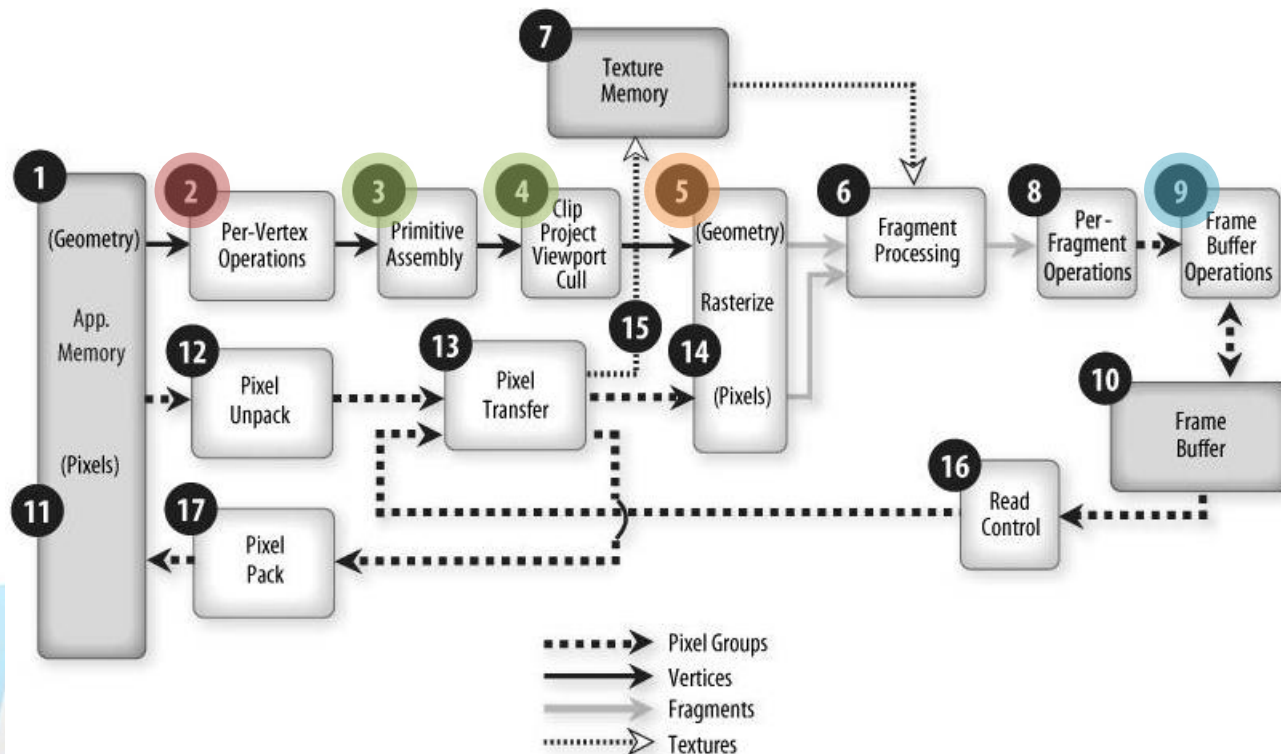 7
Texture
Memory
1
(Geometry)
App.
Memory
(Pixels)
11
2
Per-Vertex
Operations
3
Primitive
Assembly
4
Clip
Project
Viewport
Cull
5
(Geometry)
Rasterize
14
(Pixels)
6
Fragment
Processing
8
Per-
Fragment
Operations
9
Frame
Buffer
Operations
12
Pixel
Unpack
13
Pixel
Transfer
15
10
Frame
Buffer
16
Read
Control
17
Pixel
Pack
Pixel Groups
Vertices
Fragments
Textures